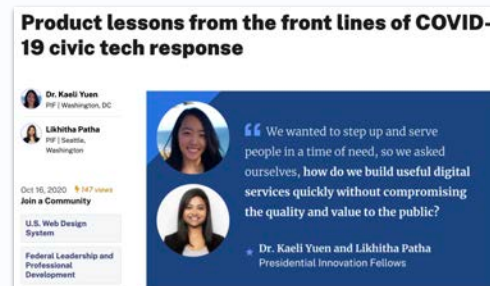 Product lessons from the front lines of COVID-
19 civic tech response
Dr. Kaeli Yuen
PIF | Washington, DC
Likhitha Patha
PIF | Seattle,
Washington
Oct 16, 2020 147 views
Join a Community
U.S. Web Design
System
Federal Leadership and
Professional
Development
“ We wanted to step up and serve
people in a time of need, so we asked
ourselves, how do we build useful digital
services quickly without compromising
the quality and value to the public?
Dr. Kaeli Yuen and Likhitha Patha
Presidential Innovation Fellows